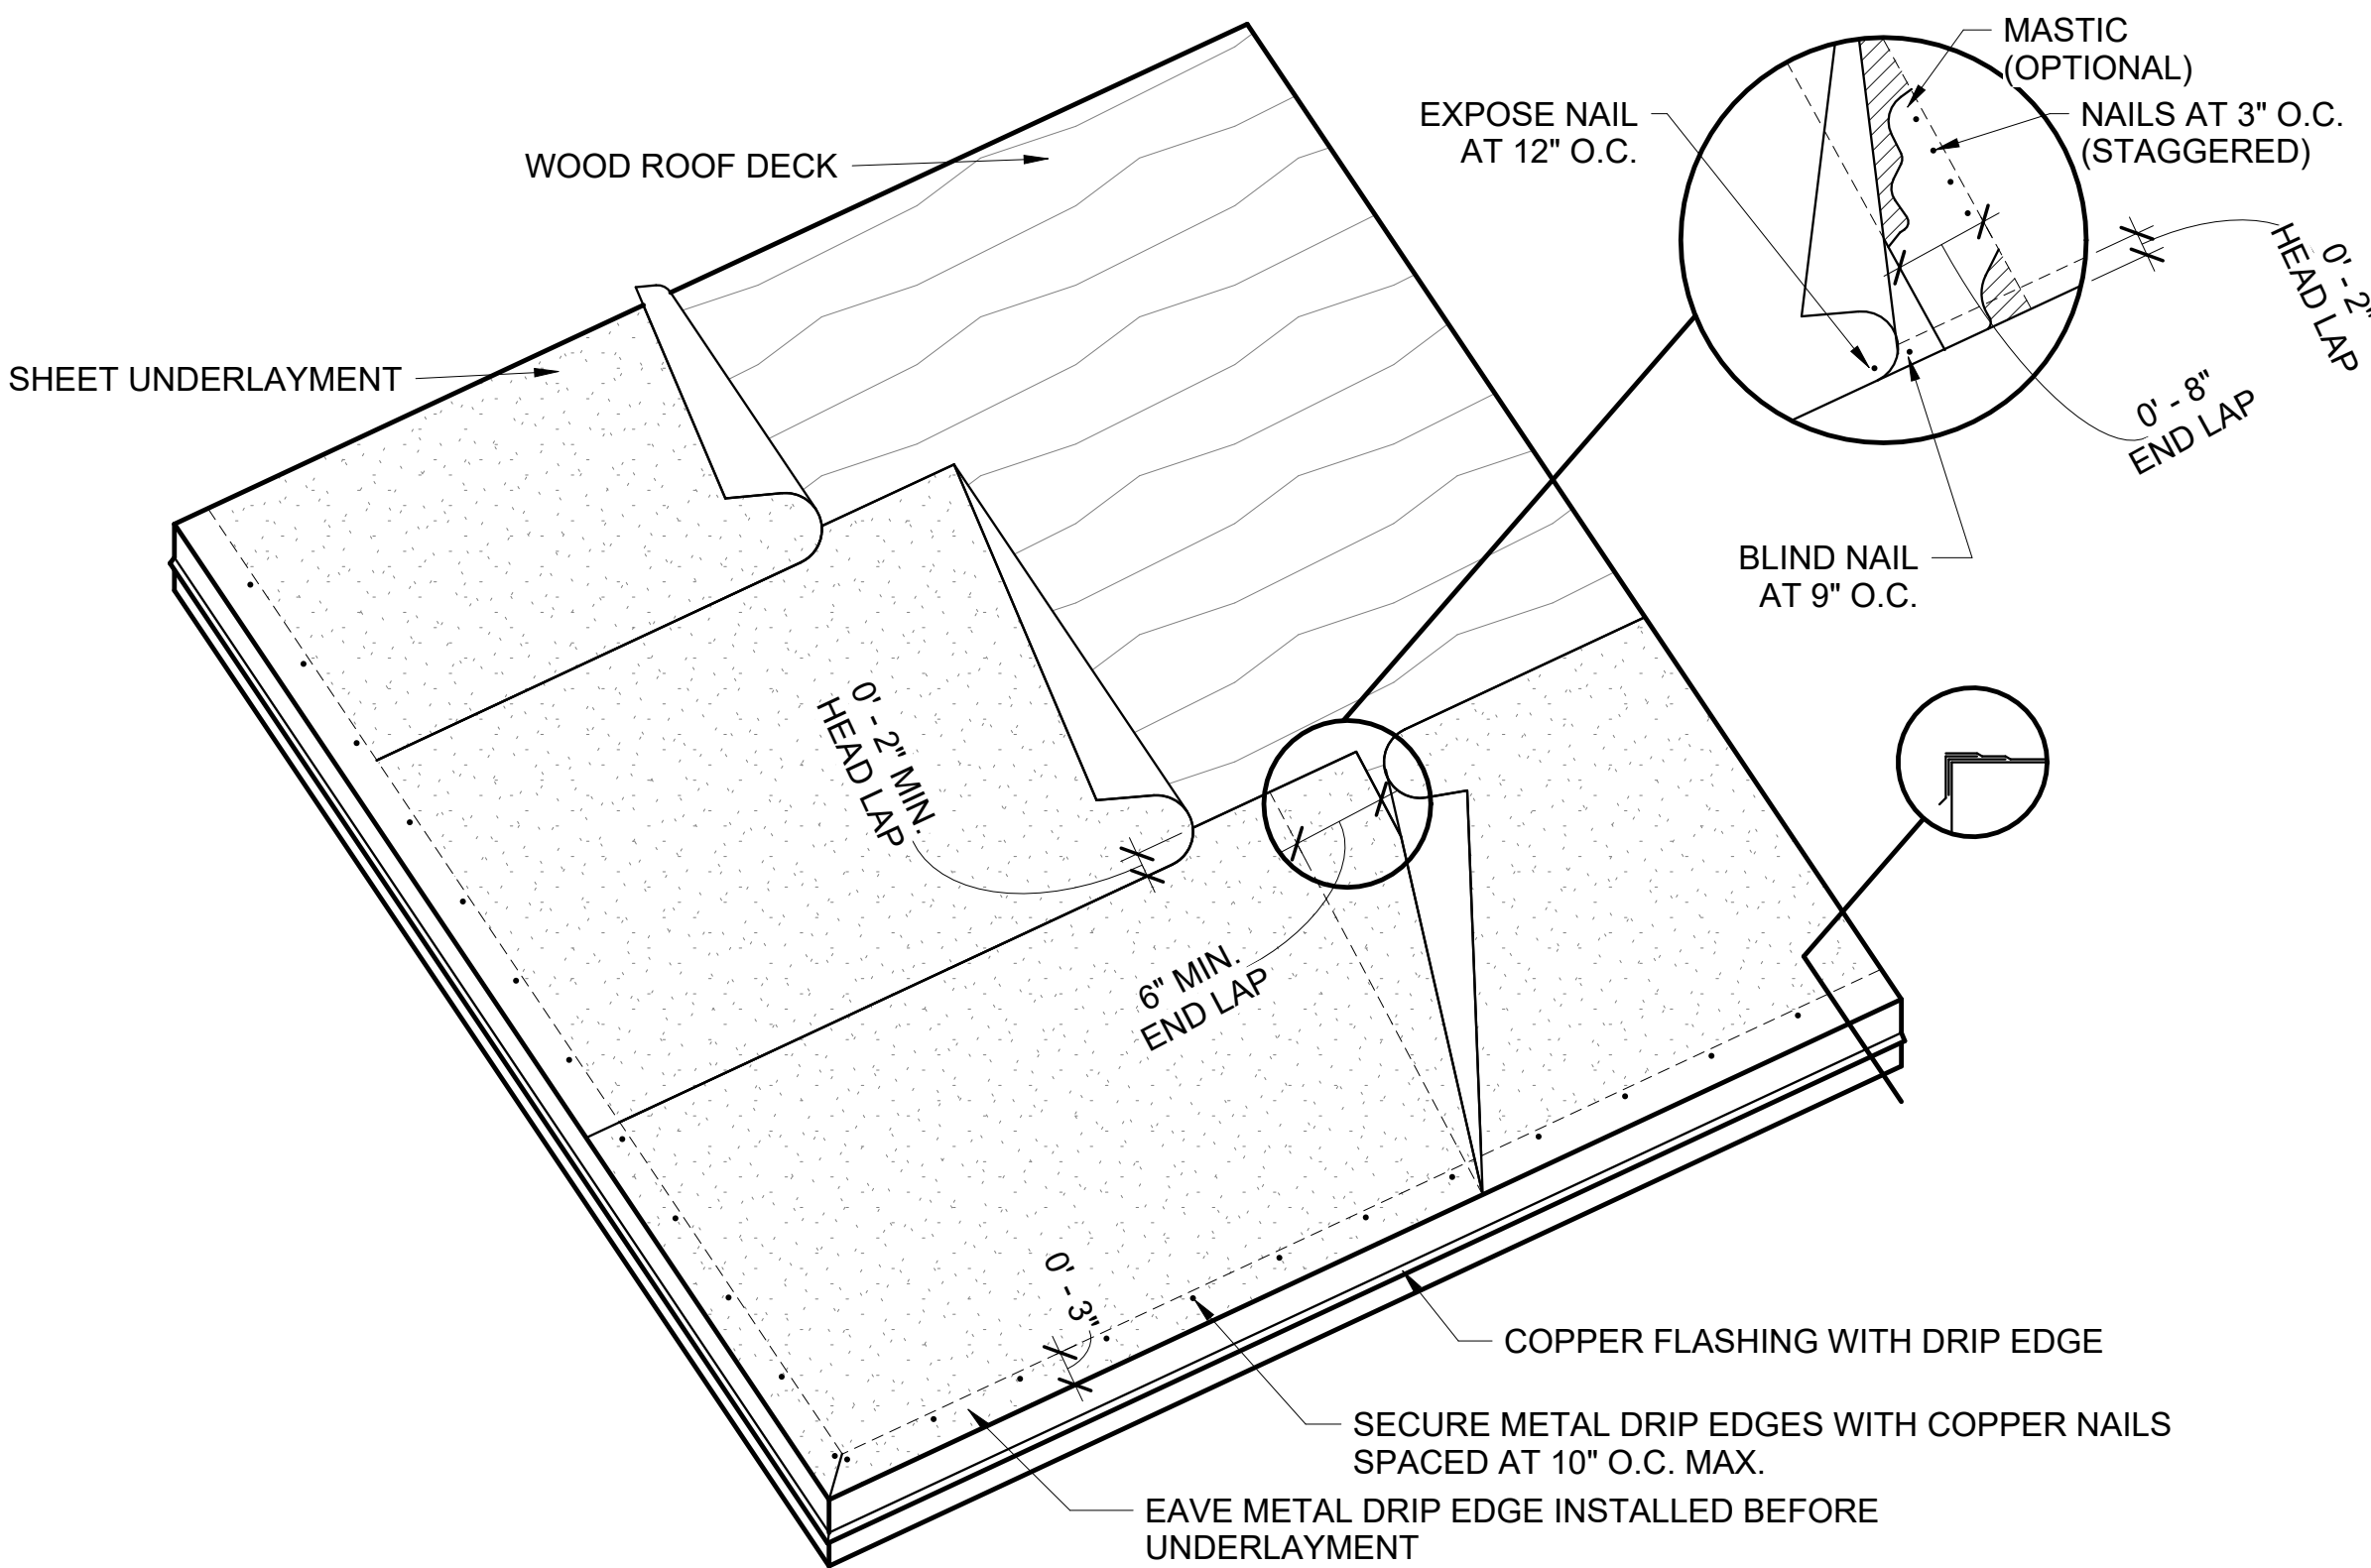 MASTIC
(OPTIONAL)
EXPOSE NAIL
AT 12" O.C.
NAILS AT 3" O.C.
(STAGGERED)
WOOD ROOF DECK
0' - 2"
HEAD LAP
SHEET UNDERLAYMENT
0' - 8"
END LAP
BLIND NAIL
AT 9" O.C.
0' - 2" MIN.
HEAD LAP
6" MIN.
END LAP
0' - 3"
COPPER FLASHING WITH DRIP EDGE
SECURE METAL DRIP EDGES WITH COPPER NAILS
SPACED AT 10" O.C. MAX.
EAVE METAL DRIP EDGE INSTALLED BEFORE
UNDERLAYMENT